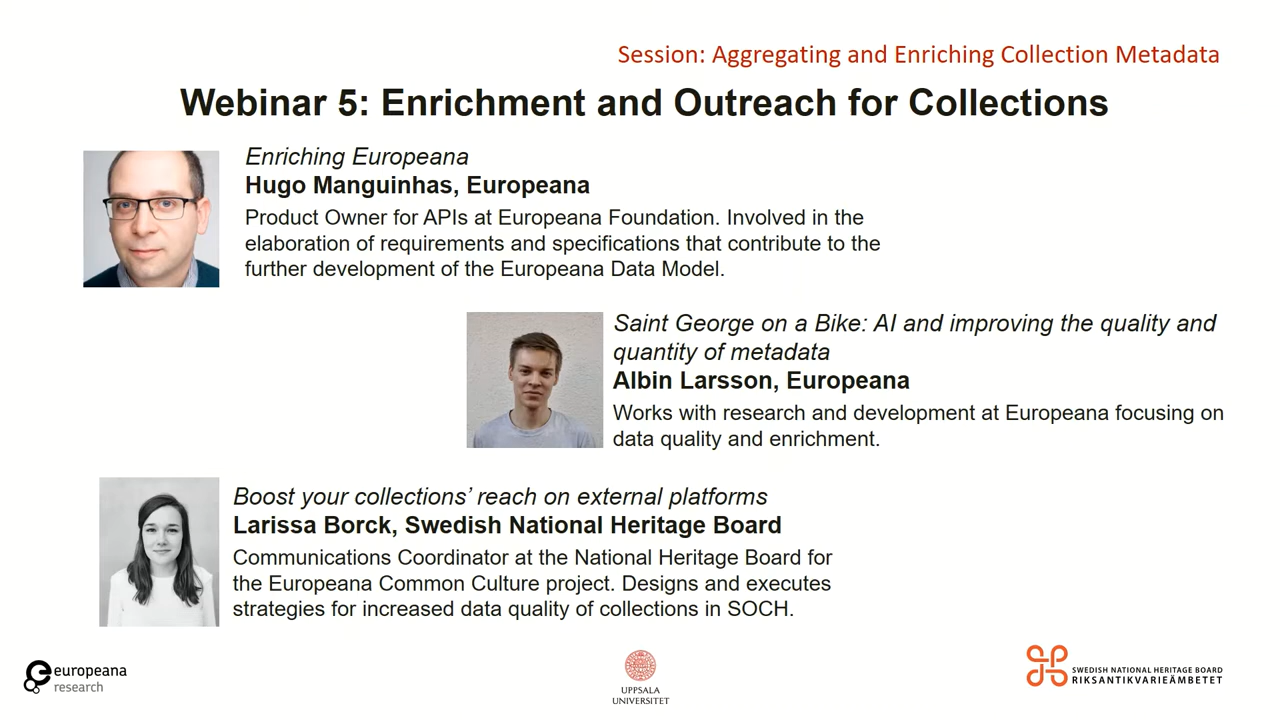 Session: Aggregating and Enriching Collection Metadata
Webinar 5: Enrichment and Outreach for Collections
Enriching Europeana
Hugo Manguinhas, Europeana
Product Owner for APIs at Europeana Foundation. Involved in the
elaboration of requirements and specifications that contribute to the
further development of the Europeana Data Model.
Saint George on a Bike: AI and improving the quality and
quantity of metadata
Albin Larsson, Europeana
Works with research and development at Europeana focusing on
data quality and enrichment.
Boost your collections’ reach on external platforms
Larissa Borck, Swedish National Heritage Board
Communications Coordinator at the National Heritage Board for
the Europeana Common Culture project. Designs and executes
strategies for increased data quality of collections in SOCH.
europeana
research
UPPSALA
UNIVERSITET
SWEDISH NATIONAL HERITAGE BOARD
RIKSANTIKVARIEÄMBETET